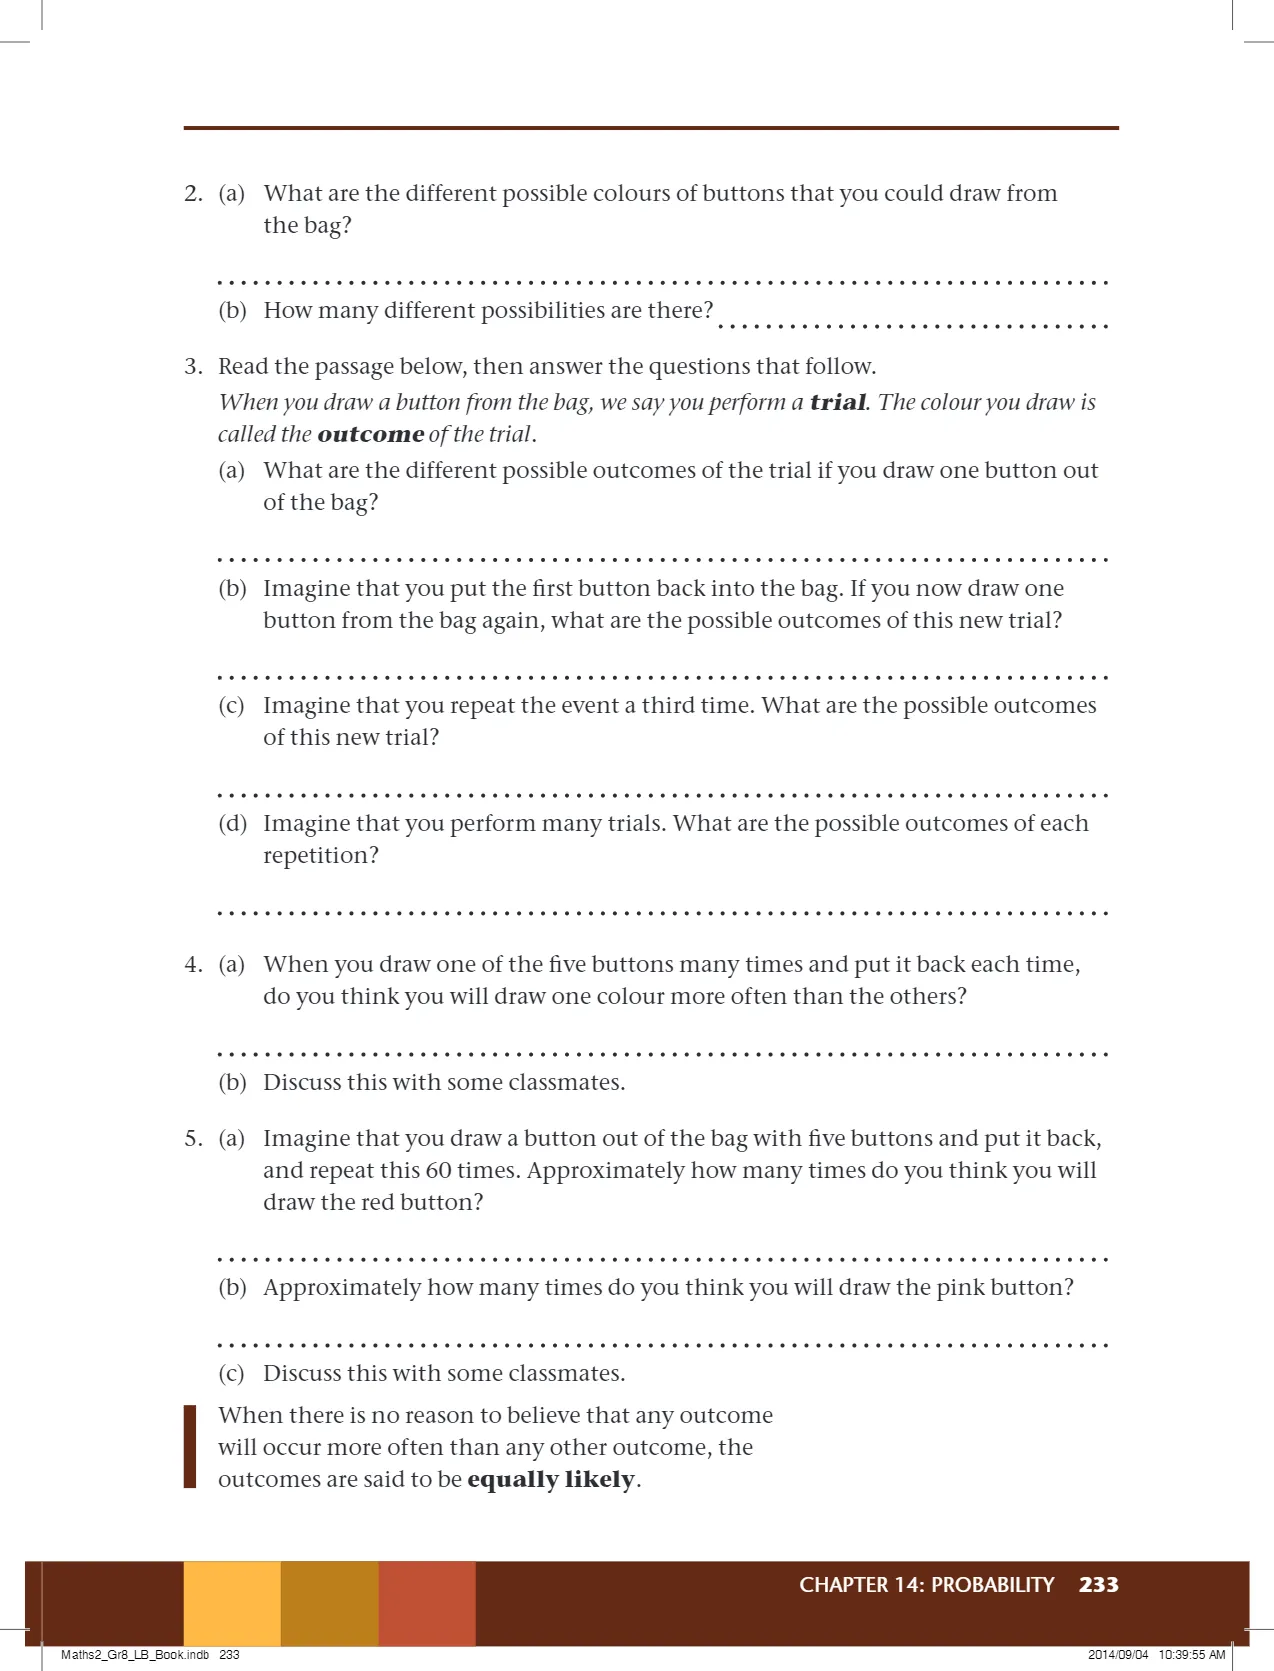 2. (a) What are the different possible colours of buttons that you could draw from
the bag?
(b) How many different possibilities are there?
3. Read the passage below, then answer the questions that follow.
When you draw a button from the bag, we say you perform a trial. The colour you draw is
called the outcome of the trial.
(a) What are the different possible outcomes of the trial if you draw one button out
of the bag?
(b) Imagine that you put the first button back into the bag. If you now draw one
button from the bag again, what are the possible outcomes of this new trial?
(c) Imagine that you repeat the event a third time. What are the possible outcomes
of this new trial?
(d) Imagine that you perform many trials. What are the possible outcomes of each
repetition?
4. (a) When you draw one of the five buttons many times and put it back each time,
do you think you will draw one colour more often than the others?
(b) Discuss this with some classmates.
5. (a) Imagine that you draw a button out of the bag with five buttons and put it back,
and repeat this 60 times. Approximately how many times do you think you will
draw the red button?
(b) Approximately how many times do you think you will draw the pink button?
(c) Discuss this with some classmates.
When there is no reason to believe that any outcome
will occur more often than any other outcome, the
outcomes are said to be equally likely.
CHAPTER 14: PROBABILITY 233
Maths2_Gr8_LB_Book.indb 233 2014/09/04 10:39:55 AM